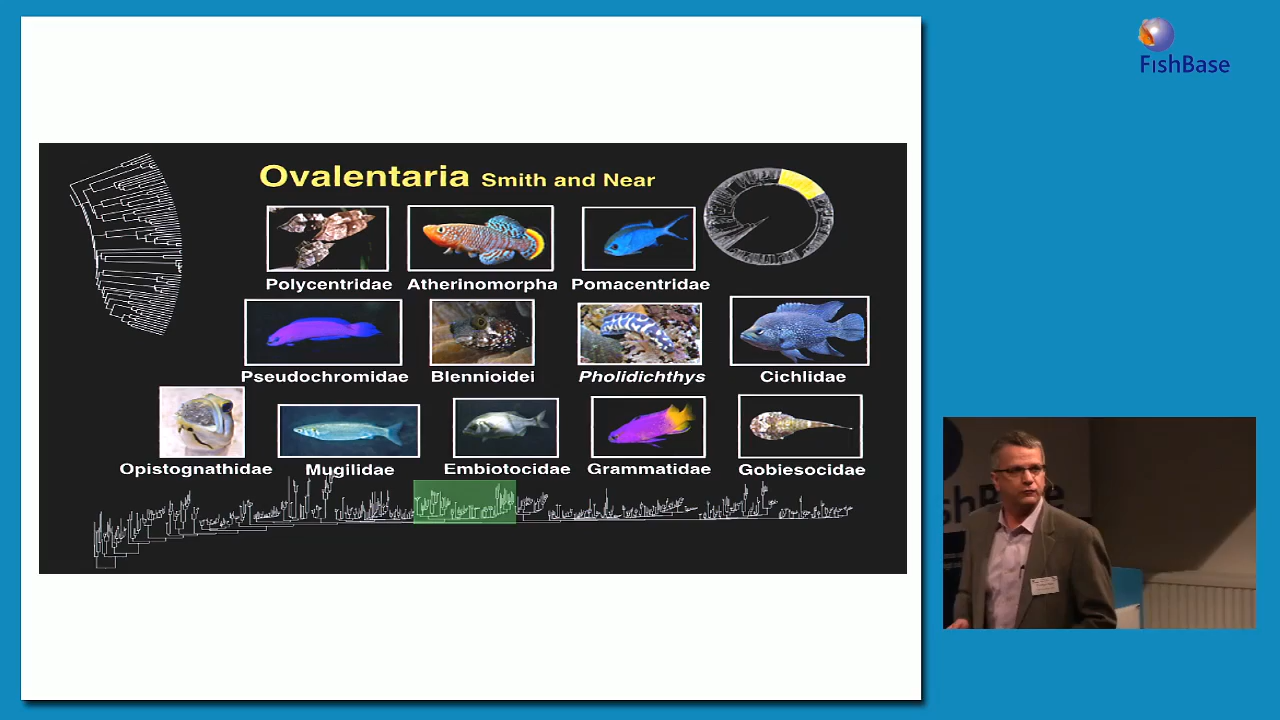 FishBase
Ovalentaria Smith and Near
Polycentridae Atherinomorpha Pomacentridae
Pseudochromidae Blennioidei Pholidichthys Cichlidae
Opistognathidae Mugilidae Embiotocidae Grammatidae Gobiesocidae